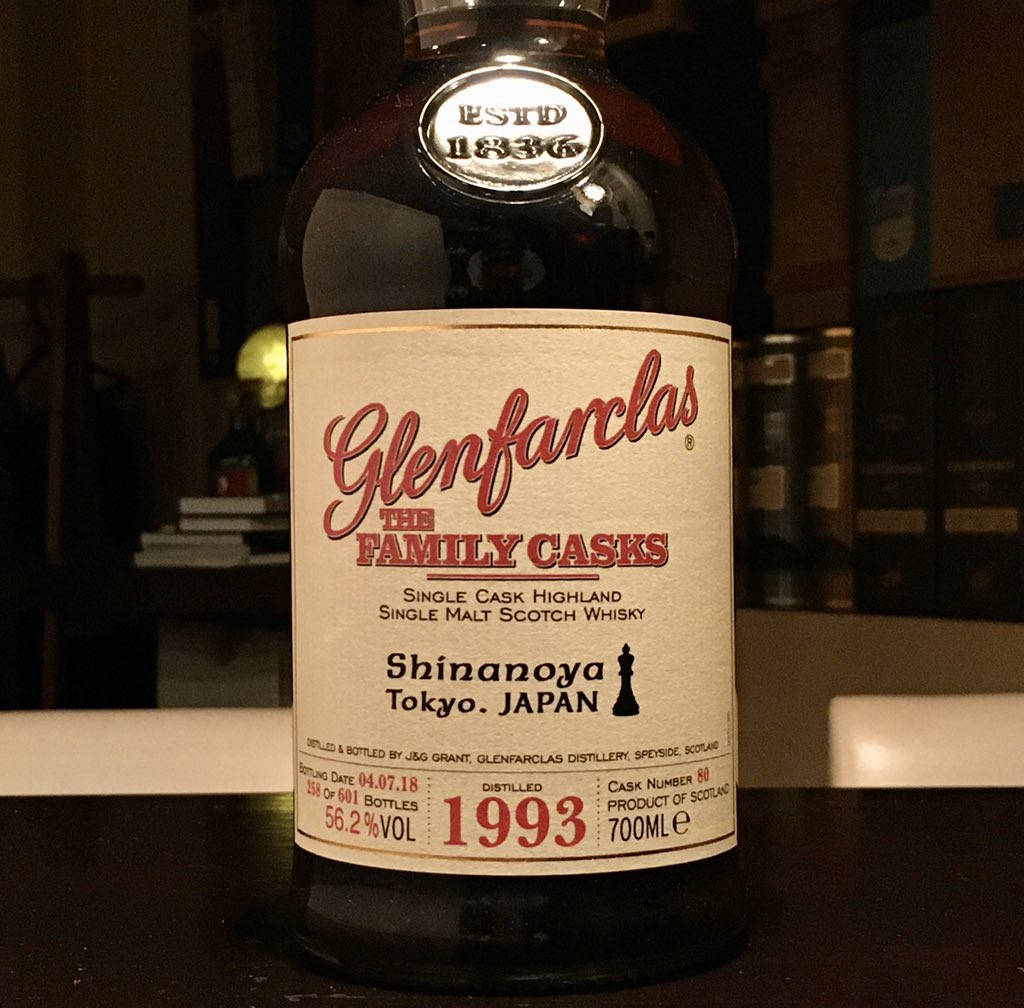 ESTD
1836
Glenfarclas®
THE
FAMILY CASKS
SINGLE CASK HIGHLAND
SINGLE MALT SCOTCH WHISKY
Shinanoya
Tokyo. JAPAN
DISTILLED & BOTTLED BY J&G GRANT, GLENFARCLAS DISTILLERY, SPEYSIDE, SCOTLAND
BOTTLING DATE 04.07.18
258 OF 601 BOTTLES
56.2%VOL
DISTILLED
1993
CASK NUMBER 80
PRODUCT OF SCOTLAND
700ML e